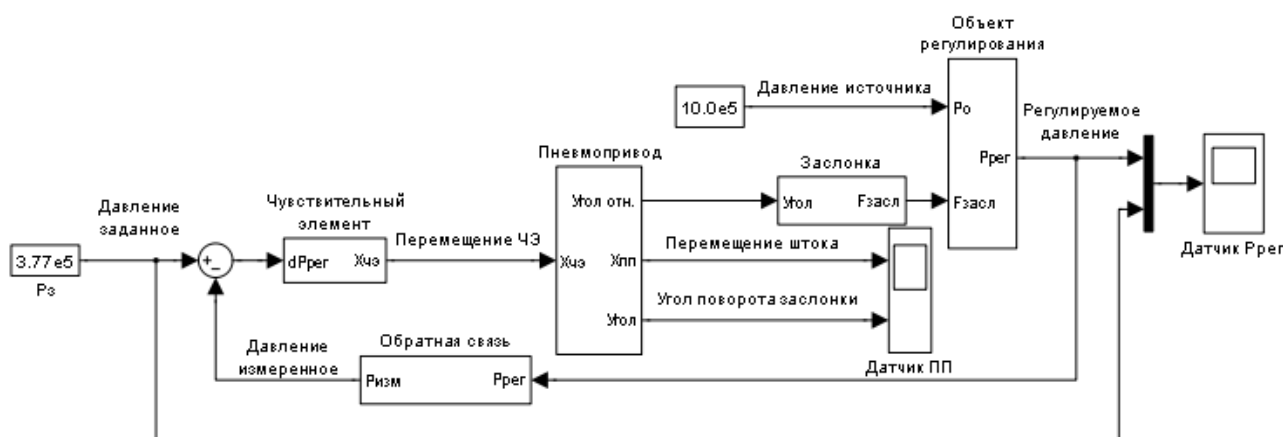 Объект
регулирования
Давление источника
10.0e5
Po
Pрег
Fзасл
Регулируемое
давление
Датчик Ррег
Пневмопривод
Угол отн.
Xчэ
Xпп
Угол
Заслонка
Угол
Fзасл
Перемещение штока
Угол поворота заслонки
Датчик ПП
Давление
заданное
3.77e5
Рз
Чувствительный
элемент
dPрег
Xчэ
Перемещение ЧЭ
Давление
измеренное
Обратная связь
Pизм
Pрег